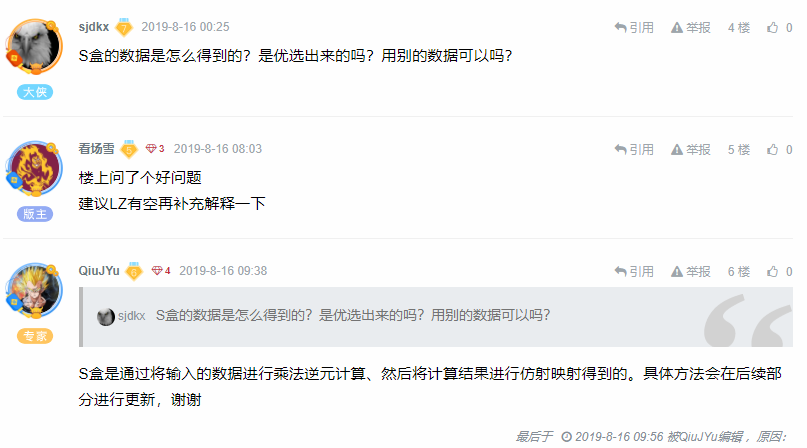 sjdkx 7 2019-8-16 00:25 引用 举报 4 楼 0
S盒的数据是怎么得到的？是优选出来的吗？用别的数据可以吗？
大侠
看场雪 5 3 2019-8-16 08:03 引用 举报 5 楼 0
楼上问了个好问题
建议LZ有空再补充解释一下
版主
QiuJYu 6 4 2019-8-16 09:38 引用 举报 6 楼 0
sjdkx S盒的数据是怎么得到的？是优选出来的吗？用别的数据可以吗？
专家
S盒是通过将输入的数据进行乘法逆元计算、然后将计算结果进行仿射映射得到的。具体方法会在后续部
分进行更新，谢谢
最后于 2019-8-16 09:56 被QiuJYu编辑 ，原因：